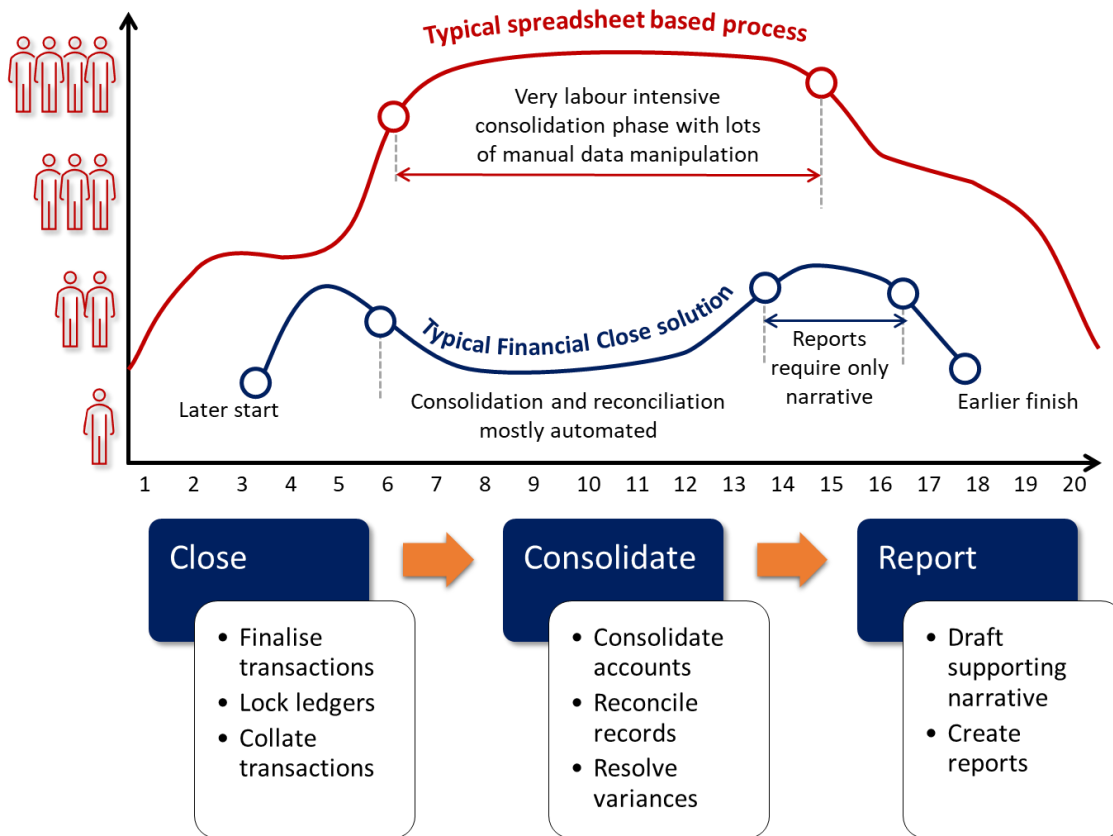 Typical spreadsheet based process
Very labour intensive
consolidation phase with lots
of manual data manipulation
Typical Financial Close solution
Later start
Consolidation and reconciliation
mostly automated
Reports
require only
narrative
Earlier finish
1 2 3 4 5 6 7 8 9 10 11 12 13 14 15 16 17 18 19 20
Close
• Finalise
transactions
• Lock ledgers
• Collate
transactions
Consolidate
• Consolidate
accounts
• Reconcile
records
• Resolve
variances
Report
• Draft
supporting
narrative
• Create
reports